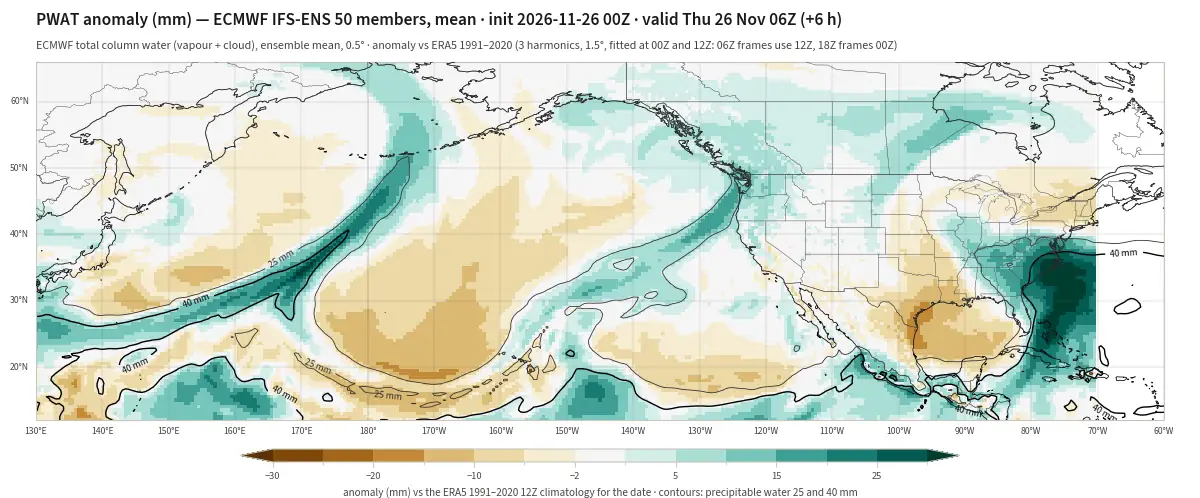 PWAT anomaly (mm) — ECMWF IFS-ENS 50 members, mean · init 2026-11-26 00Z · valid Thu 26 Nov 06Z (+6 h)
ECMWF total column water (vapour + cloud), ensemble mean, 0.5° · anomaly vs ERA5 1991–2020 (3 harmonics, 1.5°, fitted at 00Z and 12Z: 06Z frames use 12Z, 18Z frames 00Z)
60°N
50°N
40°N
30°N
20°N
25 mm
40 mm
40 mm
40 mm
25 mm
25 mm
40 mm
40 mm
40 mm
130°E 140°E 150°E 160°E 170°E 180° 170°W 160°W 150°W 140°W 130°W 120°W 110°W 100°W 90°W 80°W 70°W 60°W
−30 −20 −10 −2 5 15 25
anomaly (mm) vs the ERA5 1991–2020 12Z climatology for the date · contours: precipitable water 25 and 40 mm